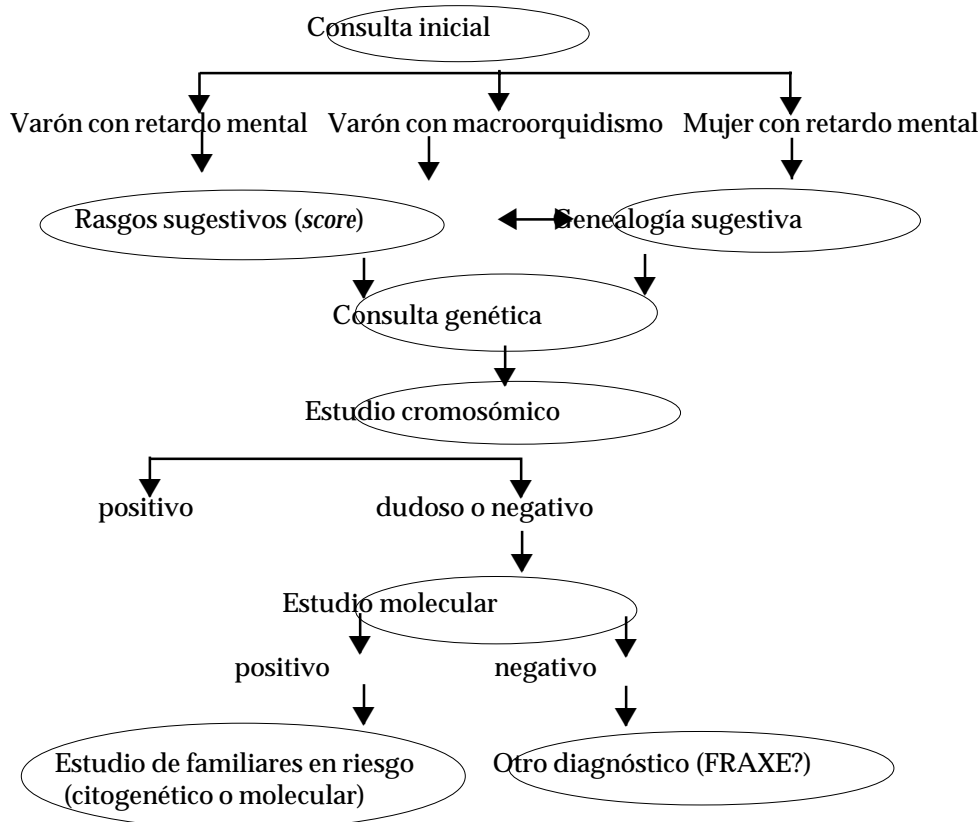 Consulta inicial
Varón con retardo mental
Varón con macroorquidismo
Mujer con retardo mental
Rasgos sugestivos (score)
Genealogía sugestiva
Consulta genética
Estudio cromosómico
positivo
dudoso o negativo
Estudio molecular
positivo
negativo
Estudio de familiares en riesgo
(citogenético o molecular)
Otro diagnóstico (FRAXE?)